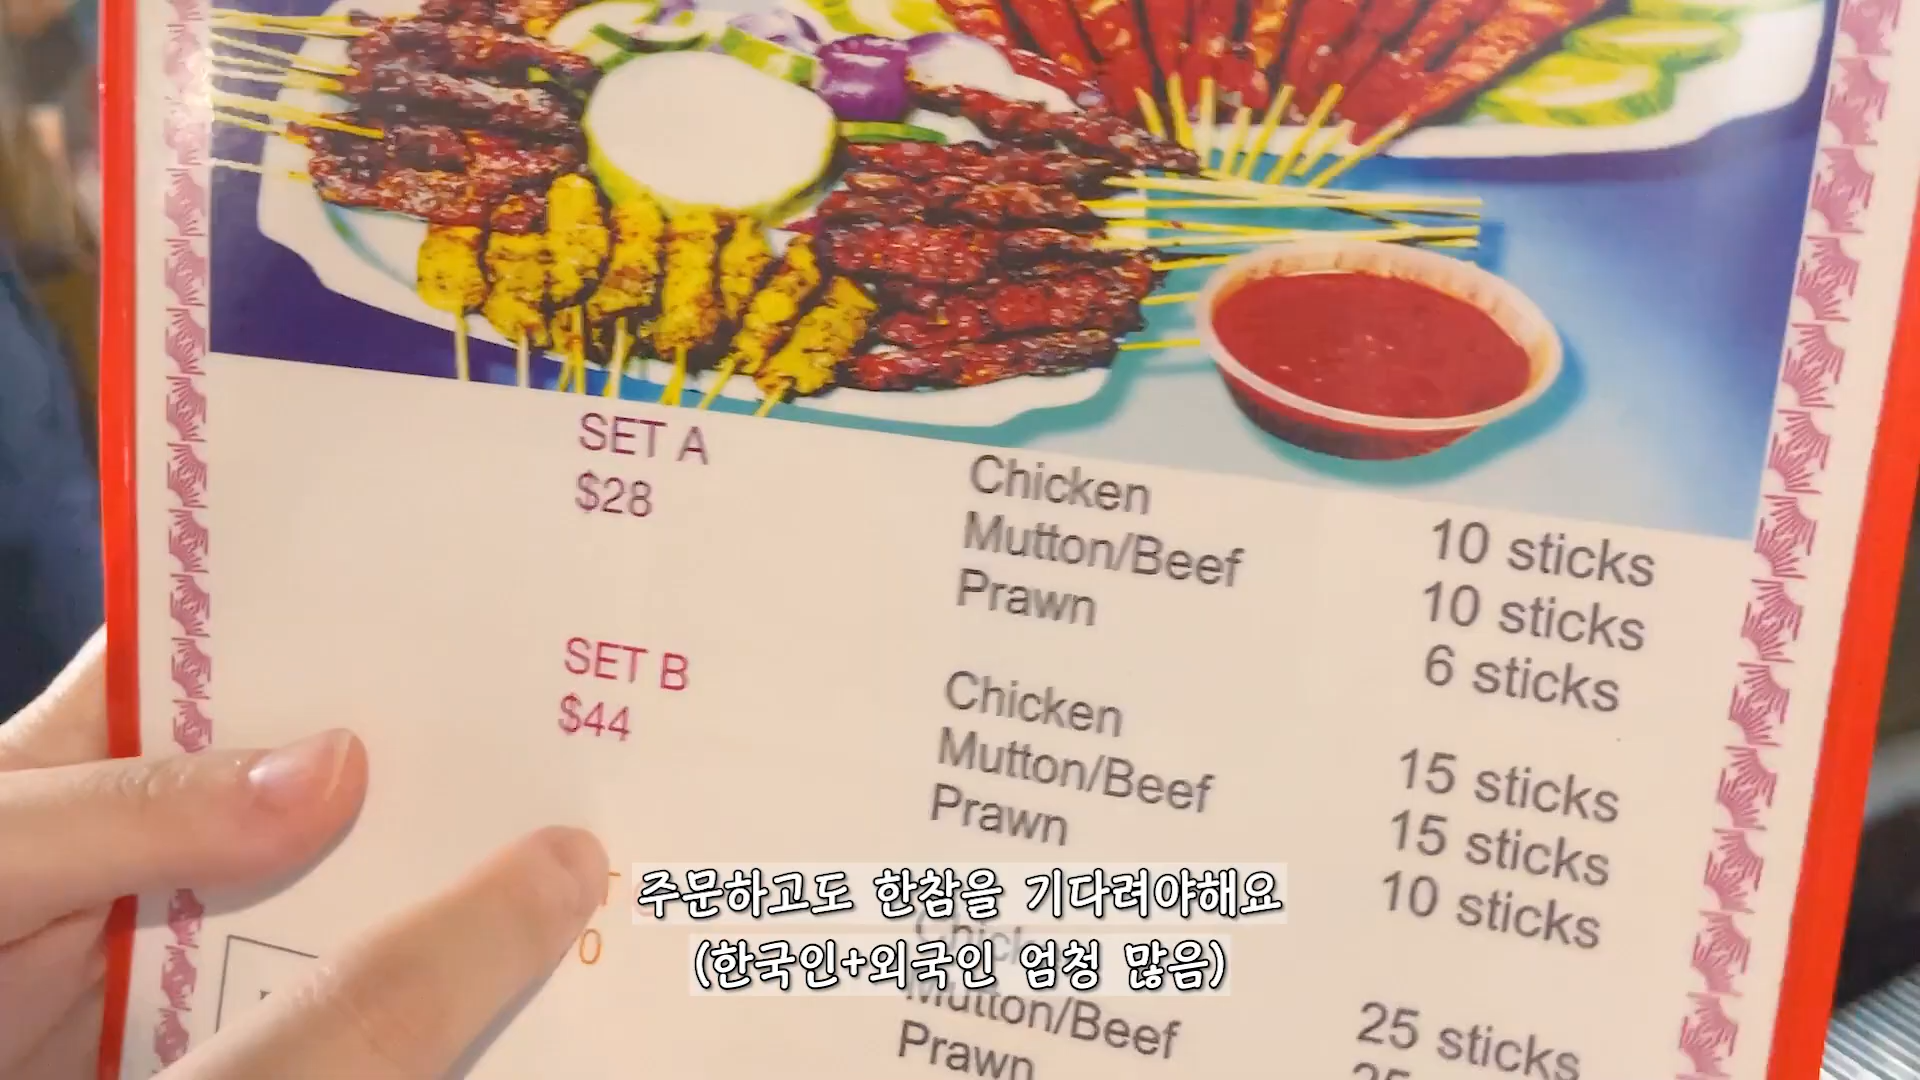 SET A
$28
Chicken 10 sticks
Mutton/Beef 10 sticks
Prawn 6 sticks
SET B
$44
Chicken 15 sticks
Mutton/Beef 15 sticks
Prawn 10 sticks
주문하고도 한참을 기다려야해요
(한국인+외국인 엄청 많음)
Mutton/Beef
Prawn
25 sticks